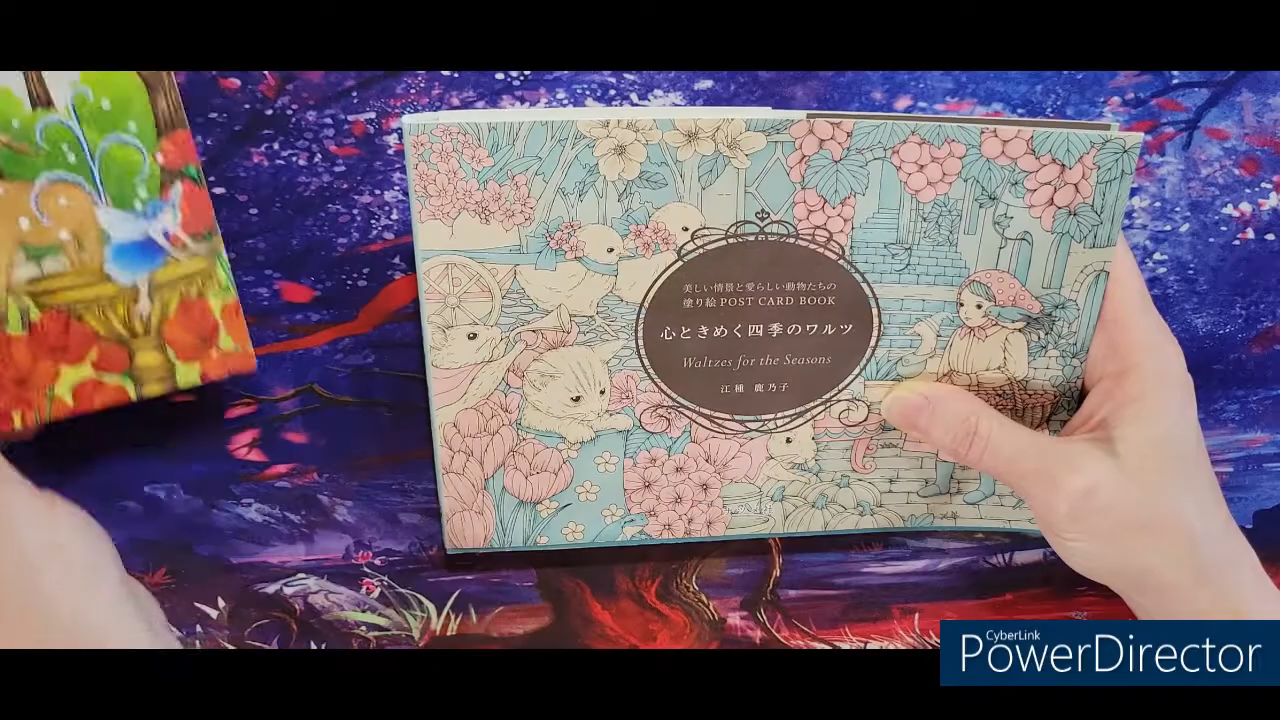 美しい情景と愛らしい動物たちの
塗り絵 POST CARD BOOK
心ときめく四季のワルツ
Waltzes for the Seasons
江種 鹿乃子
CyberLink
PowerDirector